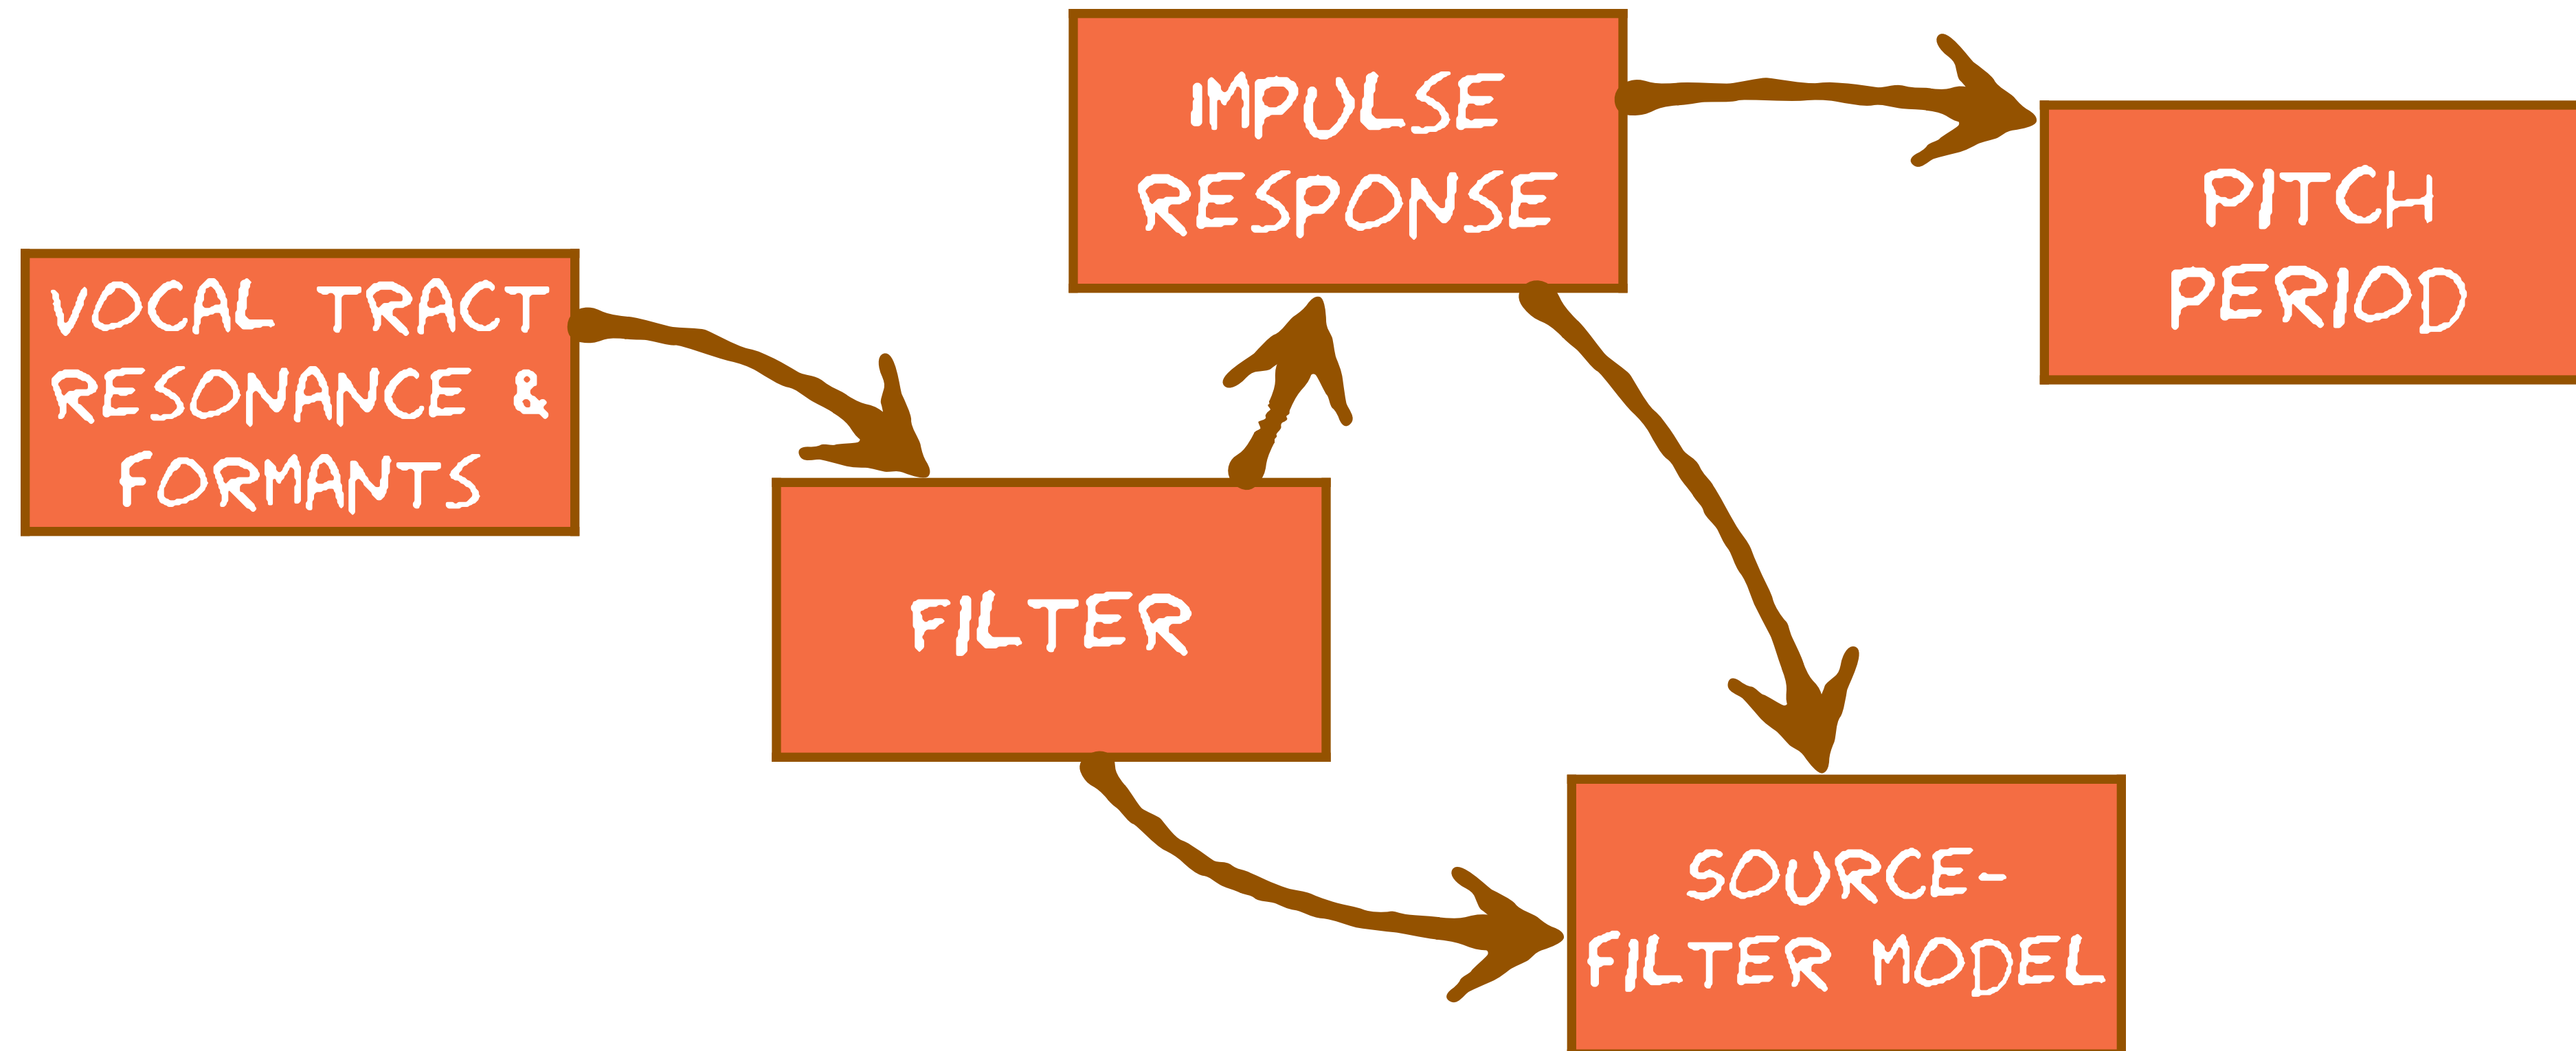 VOCAL TRACT
RESONANCE &
FORMANTS
FILTER
IMPULSE
RESPONSE
PITCH
PERIOD
SOURCE-
FILTER MODEL